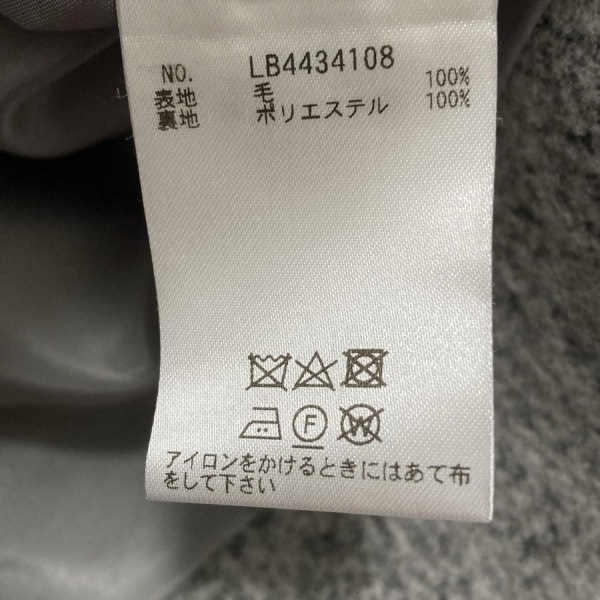 NO. LB4434108
表地 毛 100%
裏地 ポリエステル 100%
F
W
アイロンをかけるときにはあて布
をして下さい